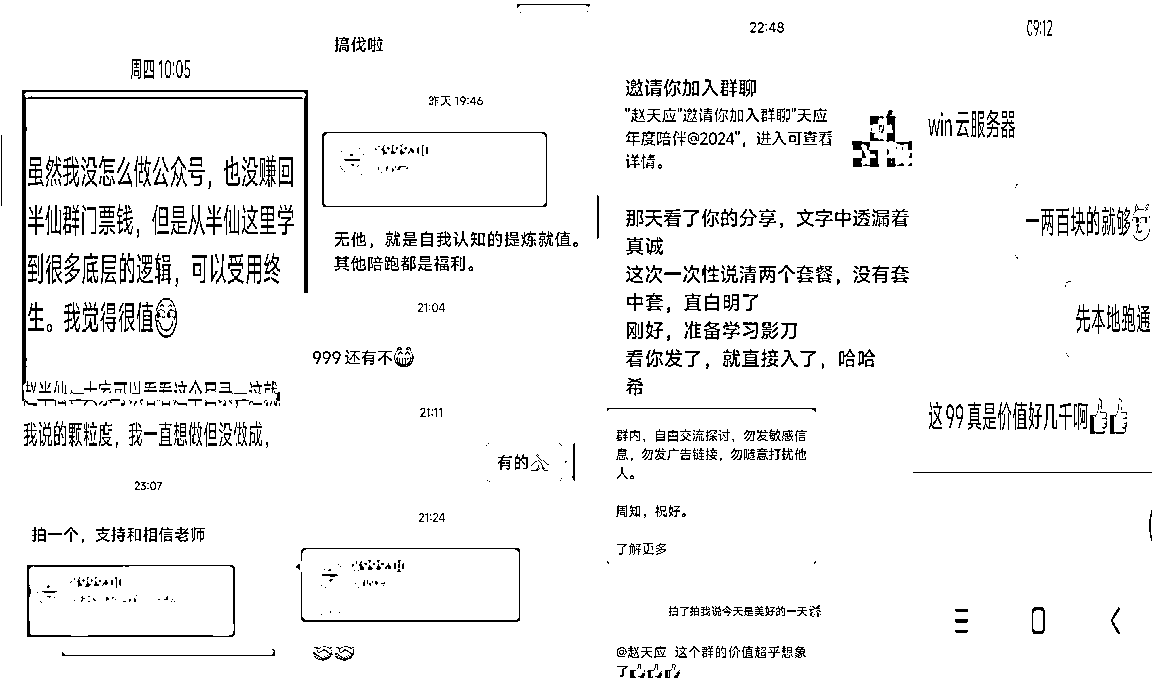 周四 10:05
虽然我没怎么做公众号，也没赚回
半仙群门票钱，但是从半仙这里学
到很多底层的逻辑，可以受用终
生。我觉得很值
我说的颗粒度，我一直想做但没做成，
23:07
拍一个，支持和相信老师
搞伐啦
昨天 19:46
无他，就是自我认知的提炼就值。
其他陪跑都是福利。
21:04
999 还有不
21:11
有的
21:24
22:48
邀请你加入群聊
"赵天应"邀请你加入群聊"天应
年度陪伴@2024"，进入可查看
详情。
那天看了你的分享，文字中透漏着
真诚
这次一次性说清两个套餐，没有套
中套，直白明了
刚好，准备学习影刀
看你发了，就直接入了，哈哈
希
群内，自由交流探讨，勿发敏感信
息，勿发广告链接，勿随意打扰他
人。
周知，祝好。
了解更多
拍了拍我说今天是美好的一天
@赵天应 这个群的价值超乎想象
了
09:12
win 云服务器
一两百块的就够
先本地跑通
这 99 真是价值好几千啊